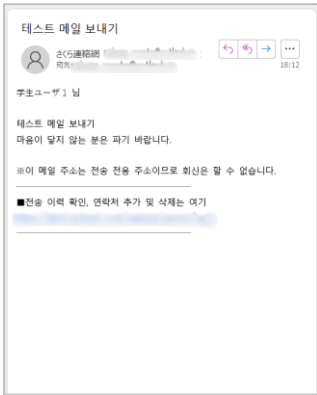 테스트 메일 보내기
さくら連絡網
宛先
18:12
学生ユーザ1 님
테스트 메일 보내기
마음이 닿지 않는 분은 파기 바랍니다.
※이 메일 주소는 전송 전용 주소이므로 회신은 할 수 없습니다.
■전송 이력 확인, 연락처 추가 및 삭제는 여기